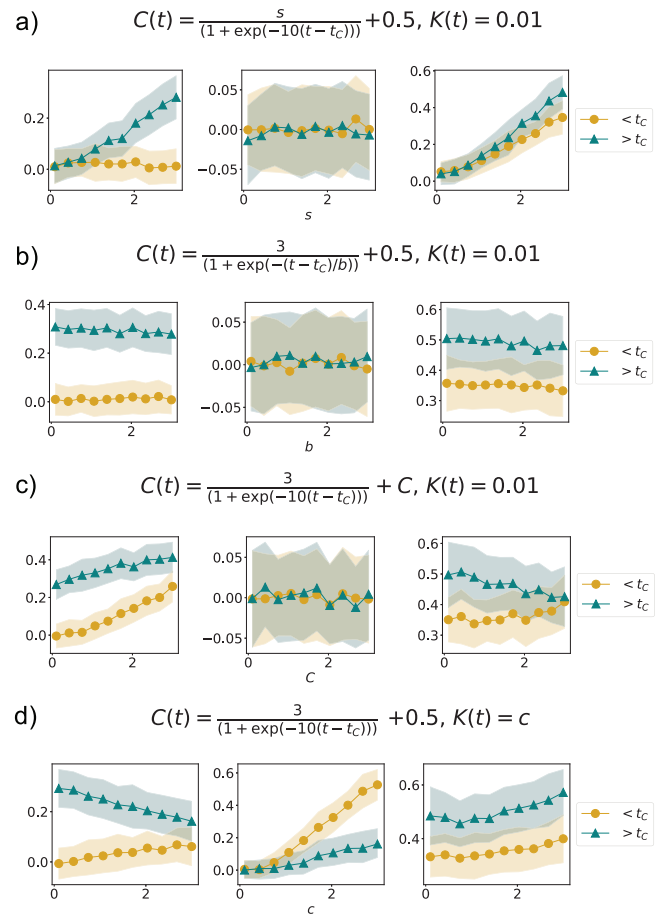 a)
C(t) = s/(1 + exp(−10(t − t_C))) +0.5, K(t) = 0.01
0.2
0.0
0 2
0.05
0.00
−0.05
0 2
s
0.6
0.4
0.2
0.0
0 2
< t_C
> t_C
b)
C(t) = 3/(1 + exp(−(t − t_C)/b)) +0.5, K(t) = 0.01
0.4
0.2
0.0
0 2
0.05
0.00
−0.05
0 2
b
0.6
0.5
0.4
0.3
0 2
< t_C
> t_C
c)
C(t) = 3/(1 + exp(−10(t − t_C))) + C, K(t) = 0.01
0.4
0.2
0.0
0 2
0.05
0.00
−0.05
0 2
C
0.6
0.5
0.4
0.3
0 2
< t_C
> t_C
d)
C(t) = 3/(1 + exp(−10(t − t_C))) +0.5, K(t) = c
0.2
0.0
0 2
0.6
0.4
0.2
0.0
0 2
c
0.6
0.4
0 2
< t_C
> t_C